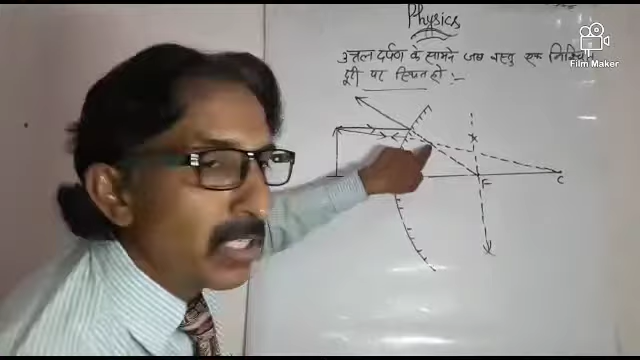 Physics
उत्तल दर्पण के सामने जब वस्तु एक निश्चित
दूरी पर स्थित हो :-
F
C
Film Maker